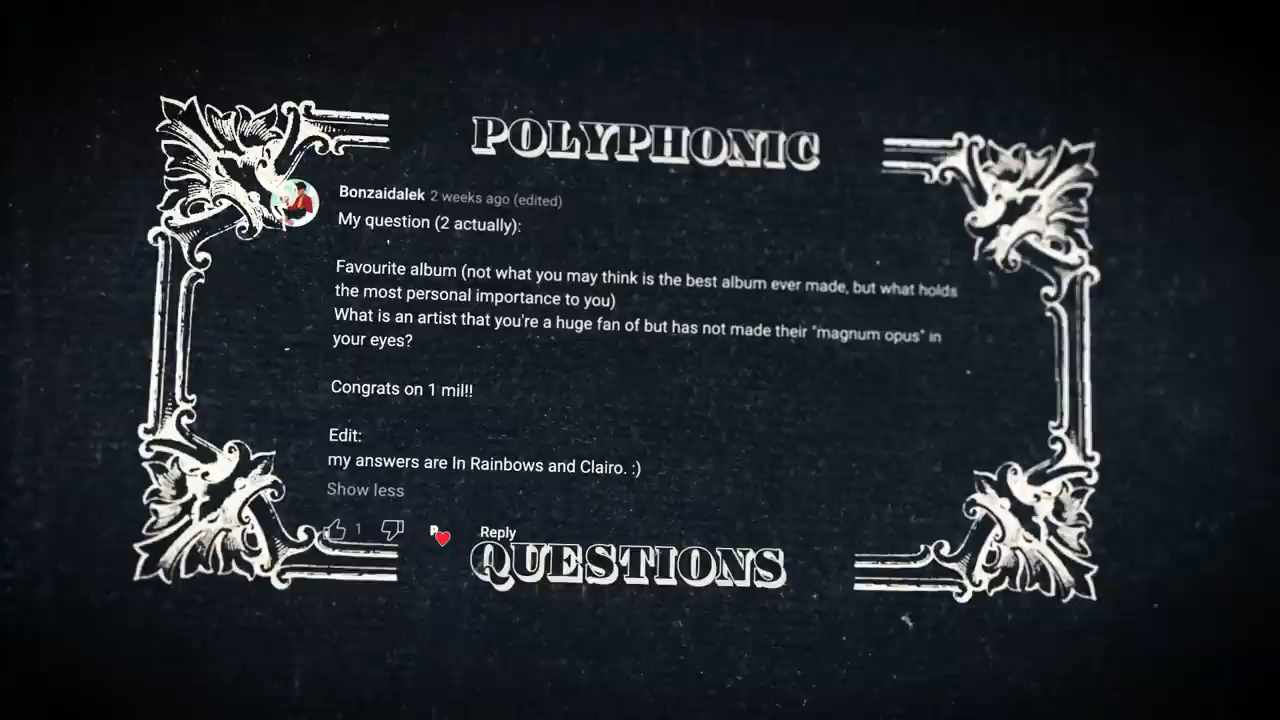 POLYPHONIC
Bonzaidalek 2 weeks ago (edited)
My question (2 actually):
Favourite album (not what you may think is the best album ever made, but what holds
the most personal importance to you)
What is an artist that you're a huge fan of but has not made their "magnum opus" in
your eyes?
Congrats on 1 mil!!
Edit:
my answers are In Rainbows and Clairo. :)
Show less
1 Reply
QUESTIONS